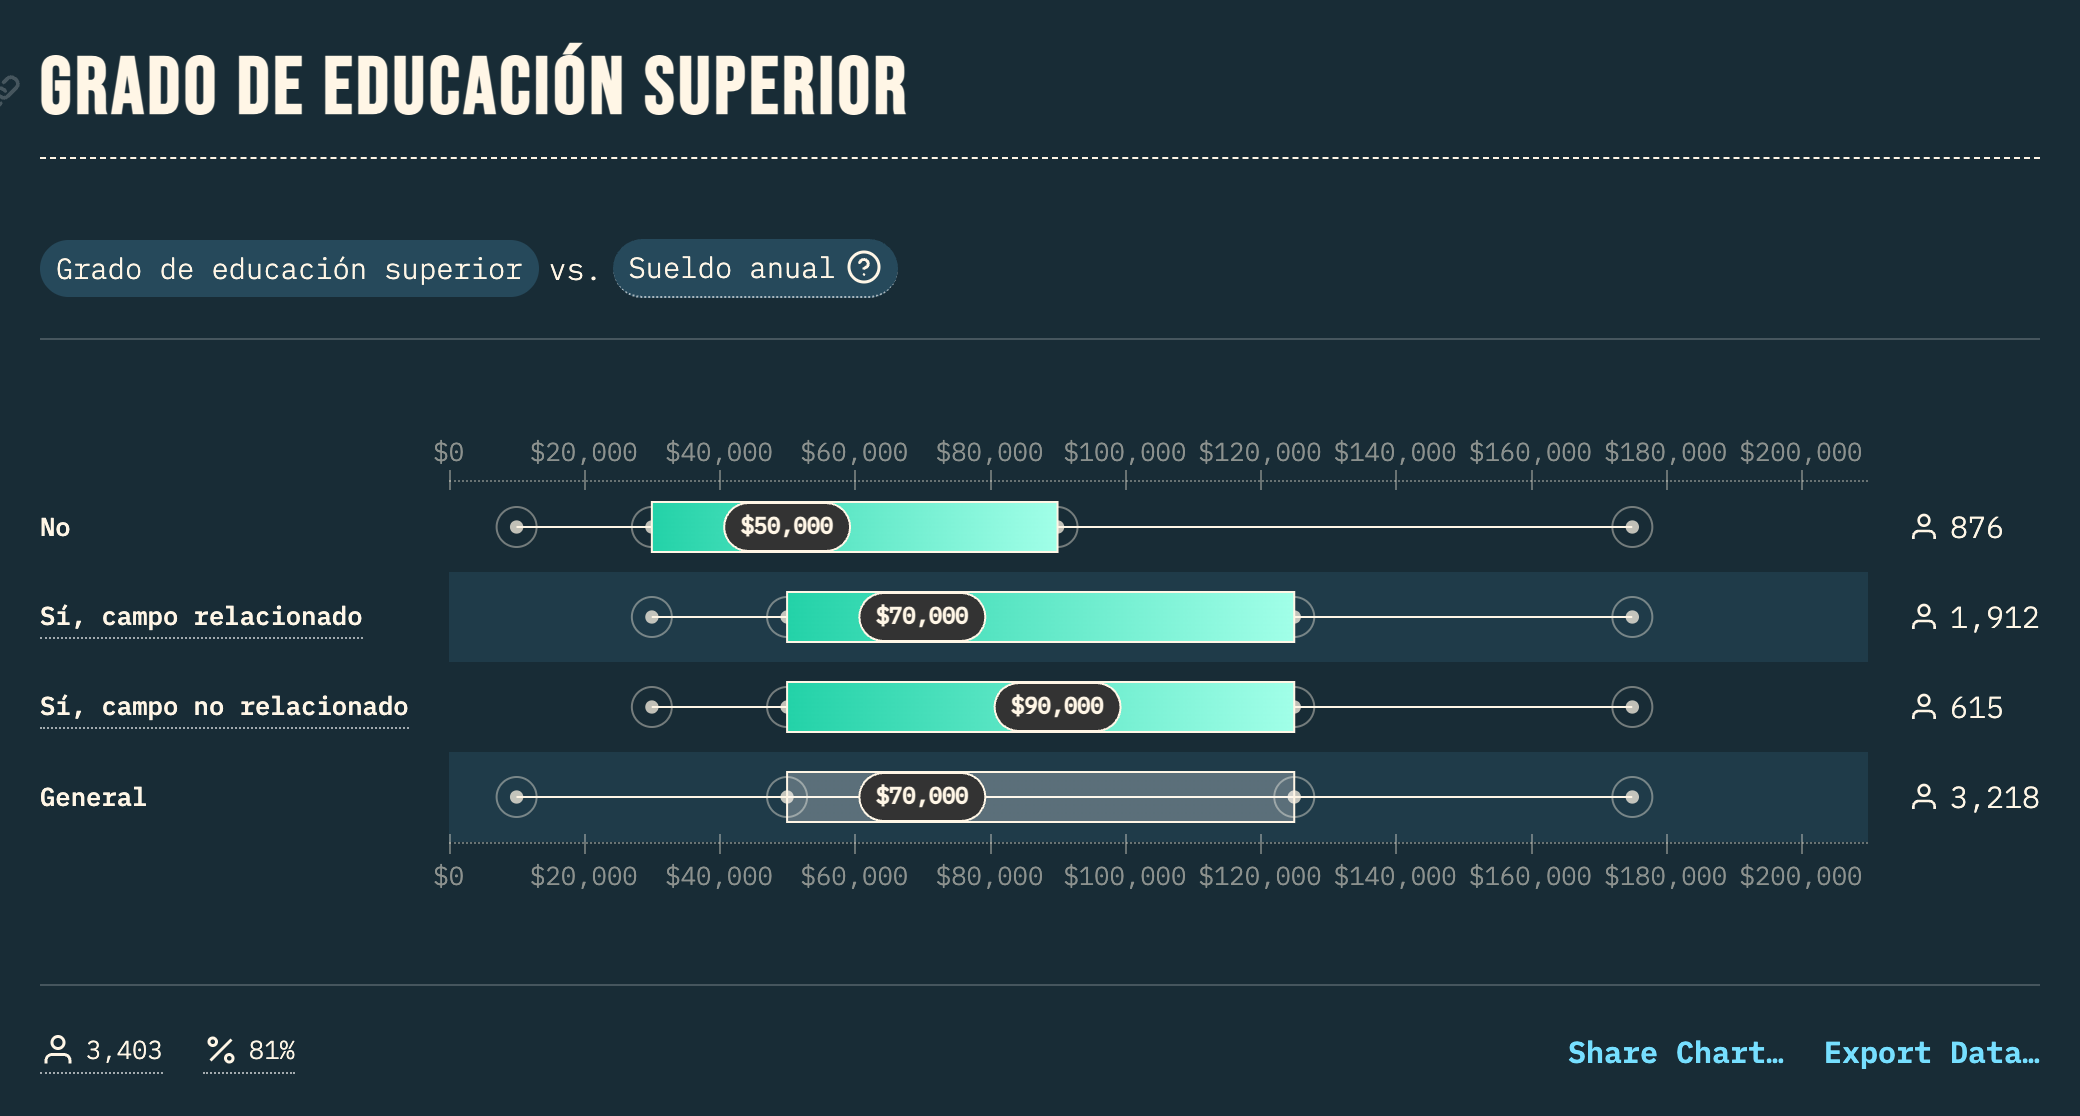 GRADO DE EDUCACIÓN SUPERIOR
Grado de educación superior vs. Sueldo anual ?
$0 $20,000 $40,000 $60,000 $80,000 $100,000 $120,000 $140,000 $160,000 $180,000 $200,000
No $50,000 876
Sí, campo relacionado $70,000 1,912
Sí, campo no relacionado $90,000 615
General $70,000 3,218
$0 $20,000 $40,000 $60,000 $80,000 $100,000 $120,000 $140,000 $160,000 $180,000 $200,000
3,403 81% Share Chart… Export Data…